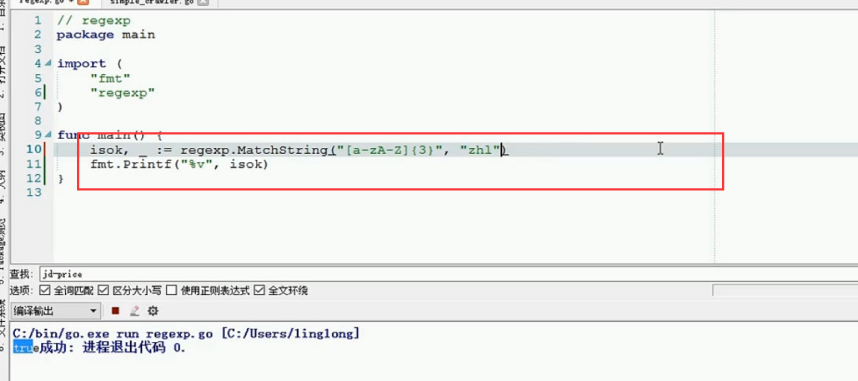 regexp.go
simple_crawler.go
1 // regexp
2 package main
3
4 import (
5 "fmt"
6 "regexp"
7 )
8
9 func main() {
10 isok, _ := regexp.MatchString("[a-zA-Z]{3}", "zhl")
11 fmt.Printf("%v", isok)
12 }
13
查找: jd-price
选项: 全词匹配 区分大小写 使用正则表达式 全文环绕
编译输出
C:/bin/go.exe run regexp.go [C:/Users/linglong]
true成功: 进程退出代码 0.